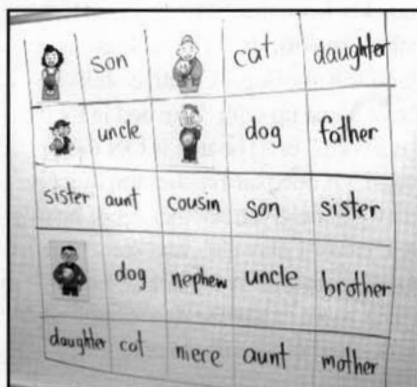 son cat daughter
uncle dog father
sister aunt cousin son sister
dog nephew uncle brother
daughter cat niece aunt mother